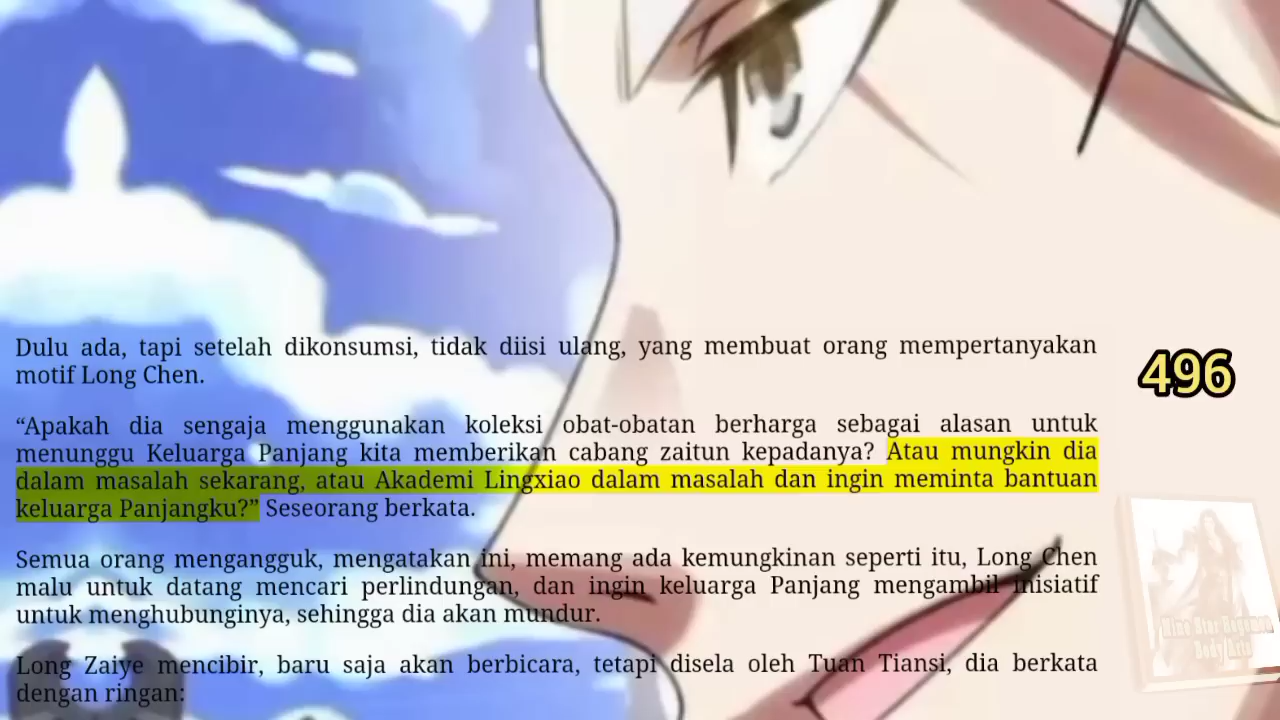 Dulu ada, tapi setelah dikonsumsi, tidak diisi ulang, yang membuat orang mempertanyakan
motif Long Chen.
“Apakah dia sengaja menggunakan koleksi obat-obatan berharga sebagai alasan untuk
menunggu Keluarga Panjang kita memberikan cabang zaitun kepadanya? Atau mungkin dia
dalam masalah sekarang, atau Akademi Lingxiao dalam masalah dan ingin meminta bantuan
keluarga Panjangku?” Seseorang berkata.
Semua orang mengangguk, mengatakan ini, memang ada kemungkinan seperti itu, Long Chen
malu untuk datang mencari perlindungan, dan ingin keluarga Panjang mengambil inisiatif
untuk menghubunginya, sehingga dia akan mundur.
Long Zaiye mencibir, baru saja akan berbicara, tetapi disela oleh Tuan Tiansi, dia berkata
dengan ringan:
496
Nine Star Hegemon
Body Arts